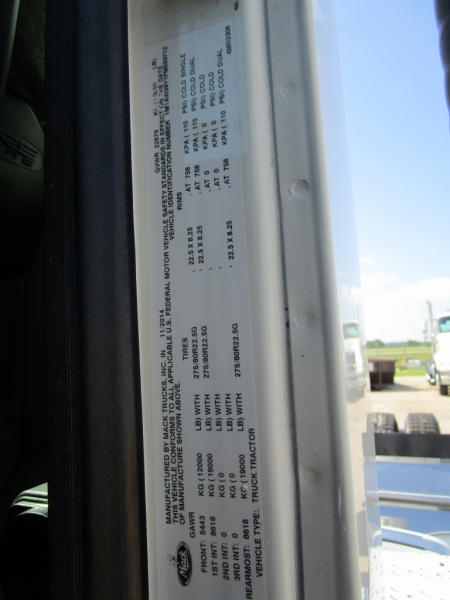 Mack
MANUFACTURED BY MACK TRUCKS, INC. IN 11/2014
THIS VEHICLE CONFORMS TO ALL APPLICABLE U.S. FEDERAL MOTOR VEHICLE SAFETY STANDARDS IN EFFECT ON THE DATE
OF MANUFACTURE SHOWN ABOVE. VEHICLE IDENTIFICATION NUMBER
GVWR 22679 LB)
GAWR TIRES RIMS
FRONT: 5443 KG (12000 LB) WITH 275/80R22.5G , 22.5 X 8.25 , AT 758 KPA ( 110 PSI) COLD SINGLE
1ST INT: 8618 KG (19000 LB) WITH 275/80R22.5G , 22.5 X 8.25 , AT 758 KPA ( 110 PSI) COLD DUAL
2ND INT: 0 KG ( 0 LB) WITH , , AT 0 KPA ( 0 PSI) COLD
3RD INT: 0 KG ( 0 LB) WITH , , AT 0 KPA ( 0 PSI) COLD
REARMOST: 8618 KG (19000 LB) WITH 275/80R22.5G , 22.5 X 8.25 , AT 758 KPA ( 110 PSI) COLD DUAL
VEHICLE TYPE: TRUCK TRACTOR